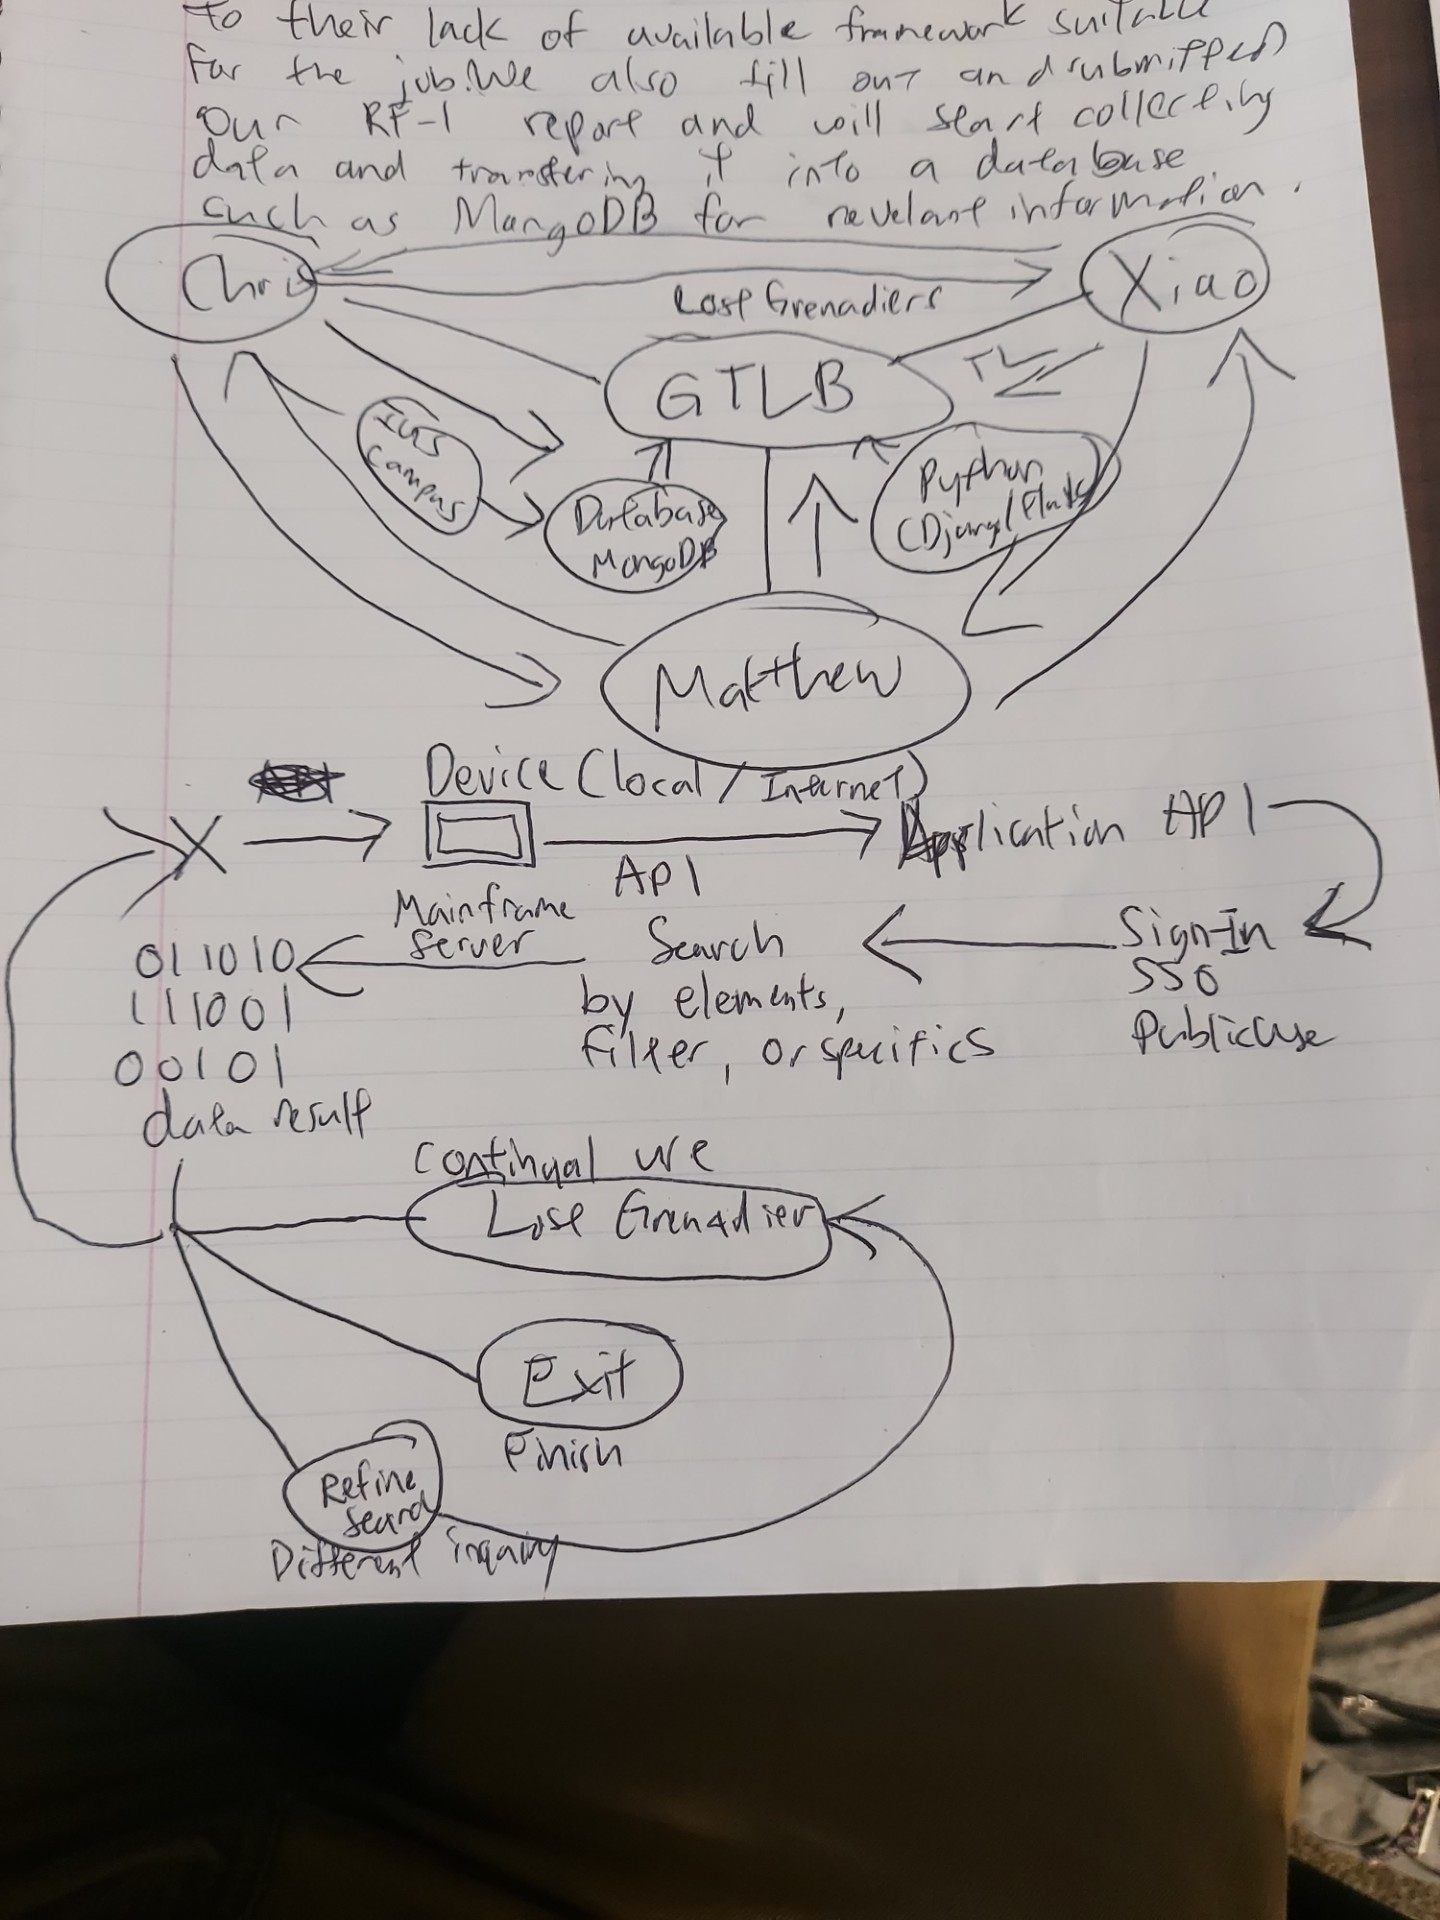 to their lack of available framework suitable
for the job. We also fill out and submitted
our RF-1 report and will start collecting
data and transfering it into a database
such as MangoDB for revelant information.
Chris
Xiao
Lost Grenadiers
GTLB
TL
Campus
Database
MongoDB
Python
(Django/Flask)
Matthew
Device (local / Internet)
X
API
Application API
Mainframe
server
Sign-In
SSO
Public Use
Search
by elements,
filter, or specifics
011010
111001
00101
data result
Continual use
Lost Grenadier
Exit
Finish
Refine
Search
Different inquiry